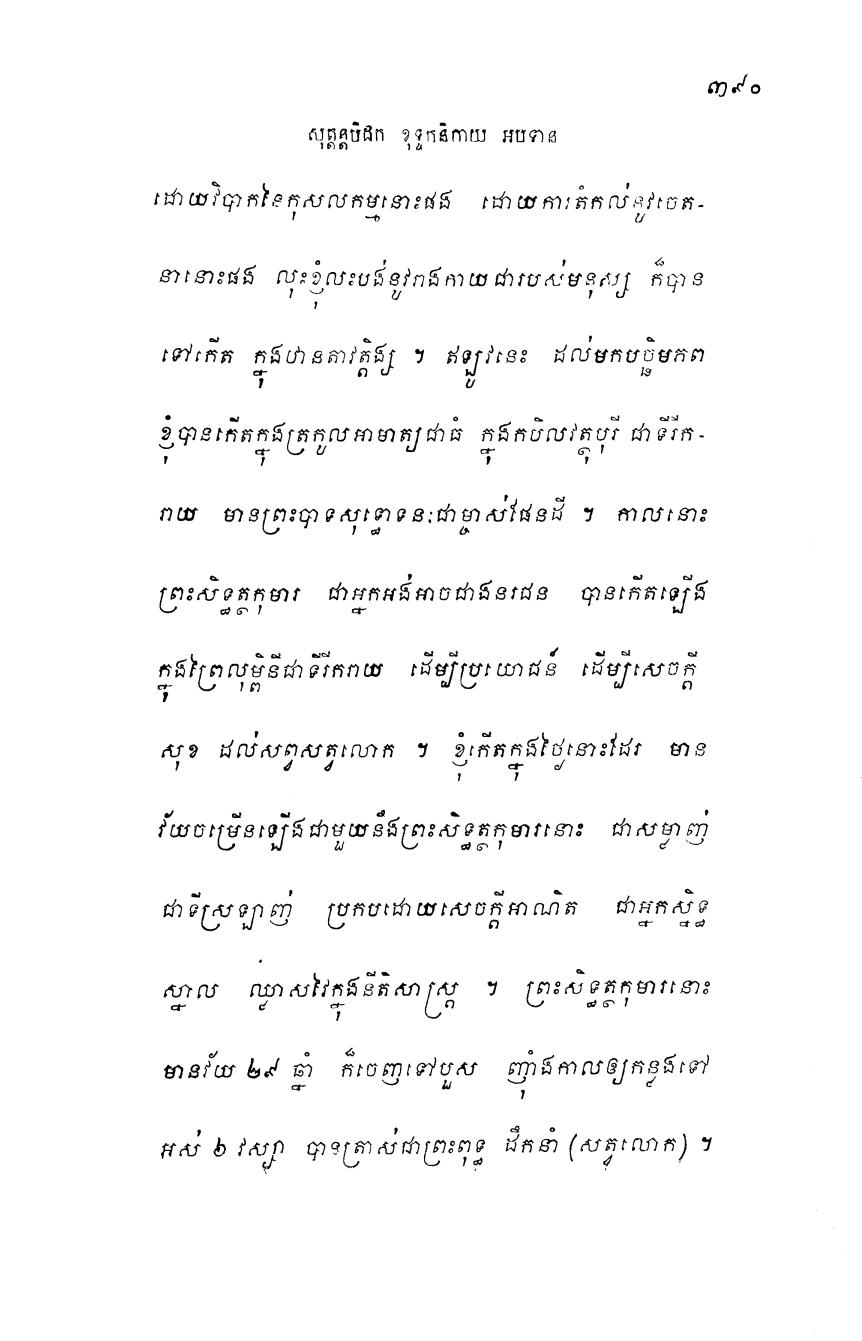 ៣៩០
សុត្តន្តបិដក ខុទ្ទកនិកាយ អបទាន
ដោយវិបាកនៃកុសលកម្មនោះផង ដោយការតំកល់នូវចេត-
នានោះផង លុះខ្ញុំលះបង់នូវរាងកាយជារបស់មនុស្ស ក៏បាន
ទៅកើត ក្នុងឋានតាវត្តិង្ស ។ ឥឡូវនេះ ដល់មកបច្ឆិមភព
ខ្ញុំបានកើតក្នុងត្រកូលអាមាត្យជាធំ ក្នុងកបិលវត្ថុបុរី ជាទីរីក-
រាយ មានព្រះបាទសុទ្ធោទនៈជាម្ចាស់ផែនដី ។ កាលនោះ
ព្រះសិទ្ធត្ថកុមារ ជាអ្នកអង់អាចជាងនរជន បានកើតឡើង
ក្នុងព្រៃលុម្ពិនីជាទីរីករាយ ដើម្បីប្រយោជន៍ ដើម្បីសេចក្តី
សុខ ដល់សព្វសត្វលោក ។ ខ្ញុំកើតក្នុងថ្ងៃនោះដែរ មាន
វ័យចម្រើនឡើងជាមួយនឹងព្រះសិទ្ធត្ថកុមារនោះ ជាសម្លាញ់
ជាទីស្រឡាញ់ ប្រកបដោយសេចក្តីអាណិត ជាអ្នកស្និទ្ធ
ស្នាល ឈ្លាសវៃក្នុងនីតិសាស្ត្រ ។ ព្រះសិទ្ធត្ថកុមារនោះ
មានវ័យ ២៩ ឆ្នាំ ក៏ចេញទៅបួស ញ៉ាំងកាលឲ្យកន្លងទៅ
អស់ ៦ វស្សា បានត្រាស់ជាព្រះពុទ្ធ ដឹកនាំ (សត្វលោក) ។